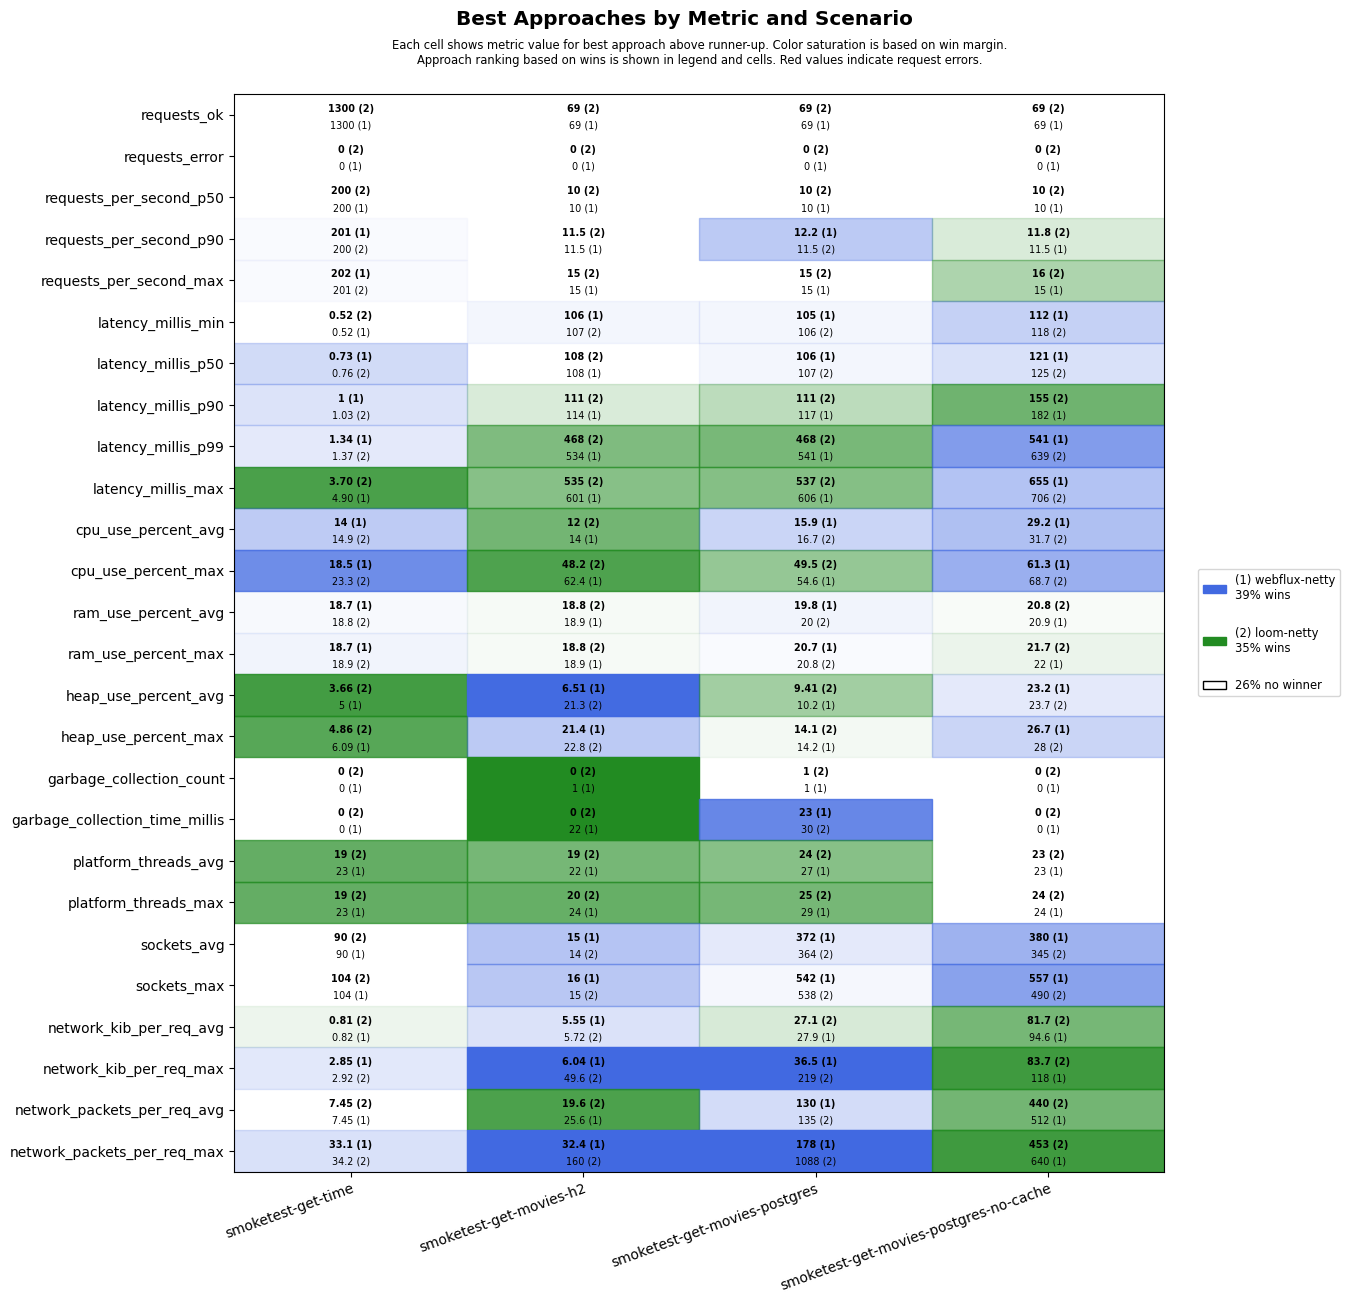 Best Approaches by Metric and Scenario
Each cell shows metric value for best approach above runner-up. Color saturation is based on win margin.
Approach ranking based on wins is shown in legend and cells. Red values indicate request errors.
requests_ok
1300 (2) 69 (2) 69 (2) 69 (2)
1300 (1) 69 (1) 69 (1) 69 (1)
requests_error
0 (2) 0 (2) 0 (2) 0 (2)
0 (1) 0 (1) 0 (1) 0 (1)
requests_per_second_p50
200 (2) 10 (2) 10 (2) 10 (2)
200 (1) 10 (1) 10 (1) 10 (1)
requests_per_second_p90
201 (1) 11.5 (2) 12.2 (1) 11.8 (2)
200 (2) 11.5 (1) 11.5 (2) 11.5 (1)
requests_per_second_max
202 (1) 15 (2) 15 (2) 16 (2)
201 (2) 15 (1) 15 (1) 15 (1)
latency_millis_min
0.52 (2) 106 (1) 105 (1) 112 (1)
0.52 (1) 107 (2) 106 (2) 118 (2)
latency_millis_p50
0.73 (1) 108 (2) 106 (1) 121 (1)
0.76 (2) 108 (1) 107 (2) 125 (2)
latency_millis_p90
1 (1) 111 (2) 111 (2) 155 (2)
1.03 (2) 114 (1) 117 (1) 182 (1)
latency_millis_p99
1.34 (1) 468 (2) 468 (2) 541 (1)
1.37 (2) 534 (1) 541 (1) 639 (2)
latency_millis_max
3.70 (2) 535 (2) 537 (2) 655 (1)
4.90 (1) 601 (1) 606 (1) 706 (2)
cpu_use_percent_avg
14 (1) 12 (2) 15.9 (1) 29.2 (1)
14.9 (2) 14 (1) 16.7 (2) 31.7 (2)
cpu_use_percent_max
18.5 (1) 48.2 (2) 49.5 (2) 61.3 (1)
23.3 (2) 62.4 (1) 54.6 (1) 68.7 (2)
ram_use_percent_avg
18.7 (1) 18.8 (2) 19.8 (1) 20.8 (2)
18.8 (2) 18.9 (1) 20 (2) 20.9 (1)
ram_use_percent_max
18.7 (1) 18.8 (2) 20.7 (1) 21.7 (2)
18.9 (2) 18.9 (1) 20.8 (2) 22 (1)
heap_use_percent_avg
3.66 (2) 6.51 (1) 9.41 (2) 23.2 (1)
5 (1) 21.3 (2) 10.2 (1) 23.7 (2)
heap_use_percent_max
4.86 (2) 21.4 (1) 14.1 (2) 26.7 (1)
6.09 (1) 22.8 (2) 14.2 (1) 28 (2)
garbage_collection_count
0 (2) 0 (2) 1 (2) 0 (2)
0 (1) 1 (1) 1 (1) 0 (1)
garbage_collection_time_millis
0 (2) 0 (2) 23 (1) 0 (2)
0 (1) 22 (1) 30 (2) 0 (1)
platform_threads_avg
19 (2) 19 (2) 24 (2) 23 (2)
23 (1) 22 (1) 27 (1) 23 (1)
platform_threads_max
19 (2) 20 (2) 25 (2) 24 (2)
23 (1) 24 (1) 29 (1) 24 (1)
sockets_avg
90 (2) 15 (1) 372 (1) 380 (1)
90 (1) 14 (2) 364 (2) 345 (2)
sockets_max
104 (2) 16 (1) 542 (1) 557 (1)
104 (1) 15 (2) 538 (2) 490 (2)
network_kib_per_req_avg
0.81 (2) 5.55 (1) 27.1 (2) 81.7 (2)
0.82 (1) 5.72 (2) 27.9 (1) 94.6 (1)
network_kib_per_req_max
2.85 (1) 6.04 (1) 36.5 (1) 83.7 (2)
2.92 (2) 49.6 (2) 219 (2) 118 (1)
network_packets_per_req_avg
7.45 (2) 19.6 (2) 130 (1) 440 (2)
7.45 (1) 25.6 (1) 135 (2) 512 (1)
network_packets_per_req_max
33.1 (1) 32.4 (1) 178 (1) 453 (2)
34.2 (2) 160 (2) 1088 (2) 640 (1)
smoketest-get-time
smoketest-get-movies-h2
smoketest-get-movies-postgres
smoketest-get-movies-postgres-no-cache
(1) webflux-netty
39% wins
(2) loom-netty
35% wins
26% no winner